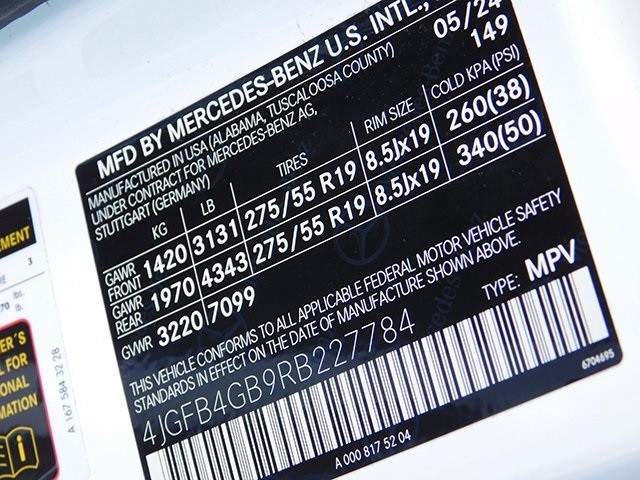 MFD BY MERCEDES-BENZ U.S. INTL.,
05/24
MANUFACTURED IN USA (ALABAMA, TUSCALOOSA COUNTY)
149
UNDER CONTRACT FOR MERCEDES-BENZ AG,
STUTTGART (GERMANY)
KG LB TIRES RIM SIZE COLD KPA (PSI)
GAWR FRONT 1420 3131 275/55 R19 8.5Jx19 260(38)
GAWR REAR 1970 4343 275/55 R19 8.5Jx19 340(50)
GVWR 3220 7099
THIS VEHICLE CONFORMS TO ALL APPLICABLE FEDERAL MOTOR VEHICLE SAFETY
STANDARDS IN EFFECT ON THE DATE OF MANUFACTURE SHOWN ABOVE.
4JGFB4GB9RB227784
TYPE: MPV
A 000 817 52 04
6704695
A 167 584 32 28
3
lbs.